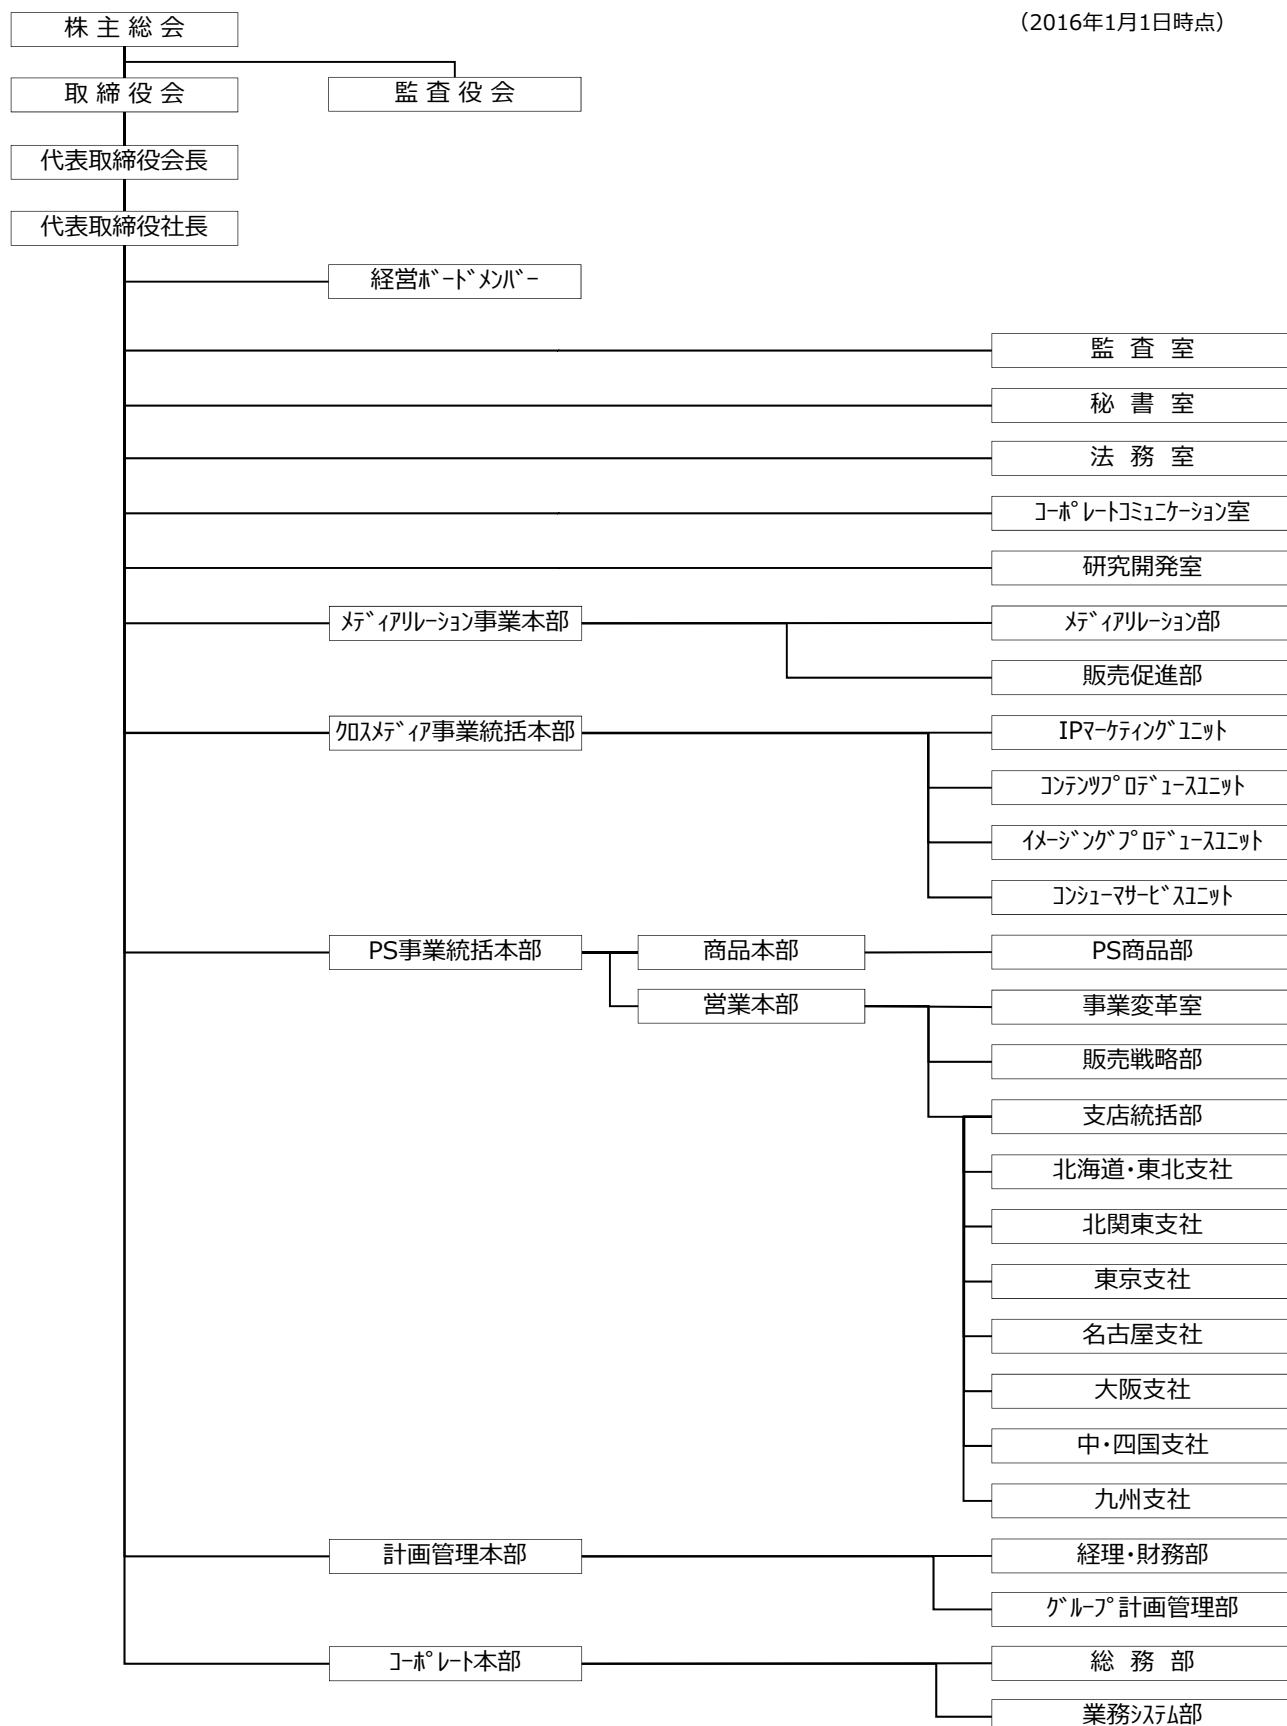 (2016年1月1日時点)
株 主 総 会
取 締 役 会
監 査 役 会
代表取締役会長
代表取締役社長
経営ﾎﾞｰﾄﾞﾒﾝﾊﾞｰ
監 査 室
秘 書 室
法 務 室
ｺｰﾎﾟﾚｰﾄｺﾐｭﾆｹｰｼｮﾝ室
研究開発室
ﾒﾃﾞｨｱﾘﾚｰｼｮﾝ事業本部
ﾒﾃﾞｨｱﾘﾚｰｼｮﾝ部
販売促進部
ｸﾛｽﾒﾃﾞｨｱ事業統括本部
IPﾏｰｹﾃｨﾝｸﾞﾕﾆｯﾄ
ｺﾝﾃﾝﾂﾌﾟﾛﾃﾞｭｰｽﾕﾆｯﾄ
ｲﾒｰｼﾞﾝｸﾞﾌﾟﾛﾃﾞｭｰｽﾕﾆｯﾄ
ｺﾝｼｭｰﾏｻｰﾋﾞｽﾕﾆｯﾄ
PS事業統括本部
商品本部
PS商品部
営業本部
事業変革室
販売戦略部
支店統括部
北海道･東北支社
北関東支社
東京支社
名古屋支社
大阪支社
中･四国支社
九州支社
計画管理本部
経理･財務部
ｸﾞﾙｰﾌﾟ計画管理部
ｺｰﾎﾟﾚｰﾄ本部
総 務 部
業務ｼｽﾃﾑ部